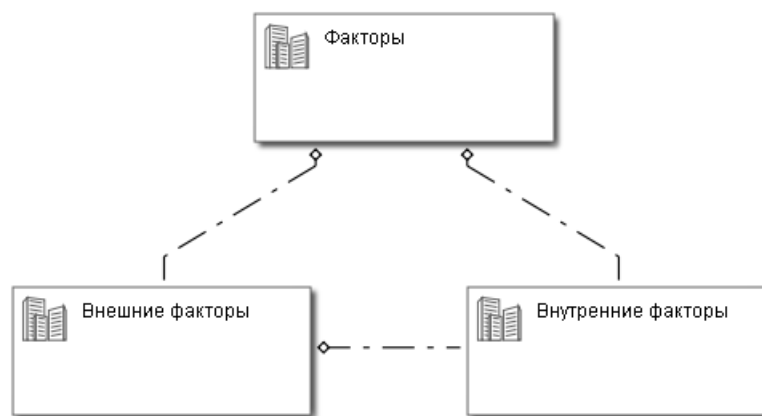 Факторы
Внешние факторы
Внутренние факторы